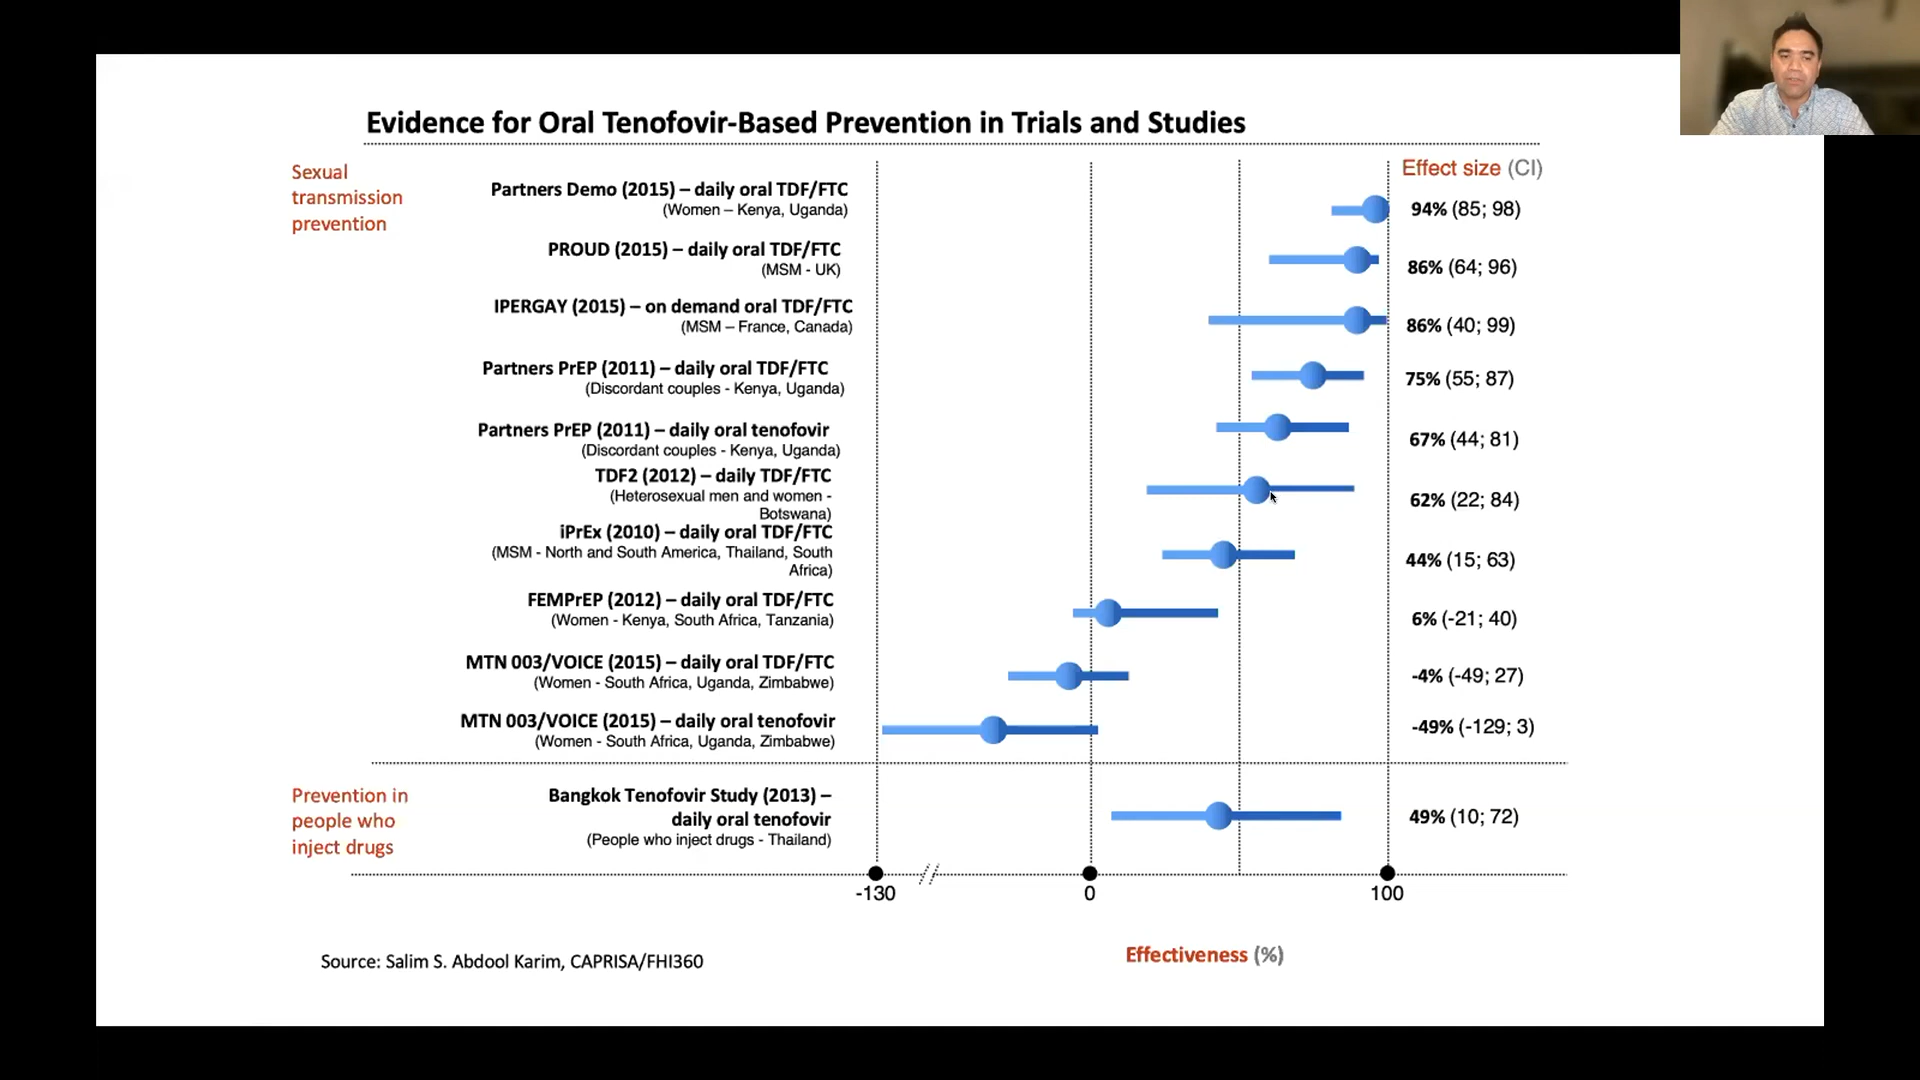 Evidence for Oral Tenofovir-Based Prevention in Trials and Studies
Sexual
transmission
prevention
Effect size (CI)
Partners Demo (2015) – daily oral TDF/FTC
(Women – Kenya, Uganda)
94% (85; 98)
PROUD (2015) – daily oral TDF/FTC
(MSM - UK)
86% (64; 96)
IPERGAY (2015) – on demand oral TDF/FTC
(MSM – France, Canada)
86% (40; 99)
Partners PrEP (2011) – daily oral TDF/FTC
(Discordant couples - Kenya, Uganda)
75% (55; 87)
Partners PrEP (2011) – daily oral tenofovir
(Discordant couples - Kenya, Uganda)
67% (44; 81)
TDF2 (2012) – daily TDF/FTC
(Heterosexual men and women -
Botswana)
62% (22; 84)
iPrEx (2010) – daily oral TDF/FTC
(MSM - North and South America, Thailand, South
Africa)
44% (15; 63)
FEMPrEP (2012) – daily oral TDF/FTC
(Women - Kenya, South Africa, Tanzania)
6% (-21; 40)
MTN 003/VOICE (2015) – daily oral TDF/FTC
(Women - South Africa, Uganda, Zimbabwe)
-4% (-49; 27)
MTN 003/VOICE (2015) – daily oral tenofovir
(Women - South Africa, Uganda, Zimbabwe)
-49% (-129; 3)
Prevention in
people who
inject drugs
Bangkok Tenofovir Study (2013) –
daily oral tenofovir
(People who inject drugs - Thailand)
49% (10; 72)
-130
0
100
Effectiveness (%)
Source: Salim S. Abdool Karim, CAPRISA/FHI360